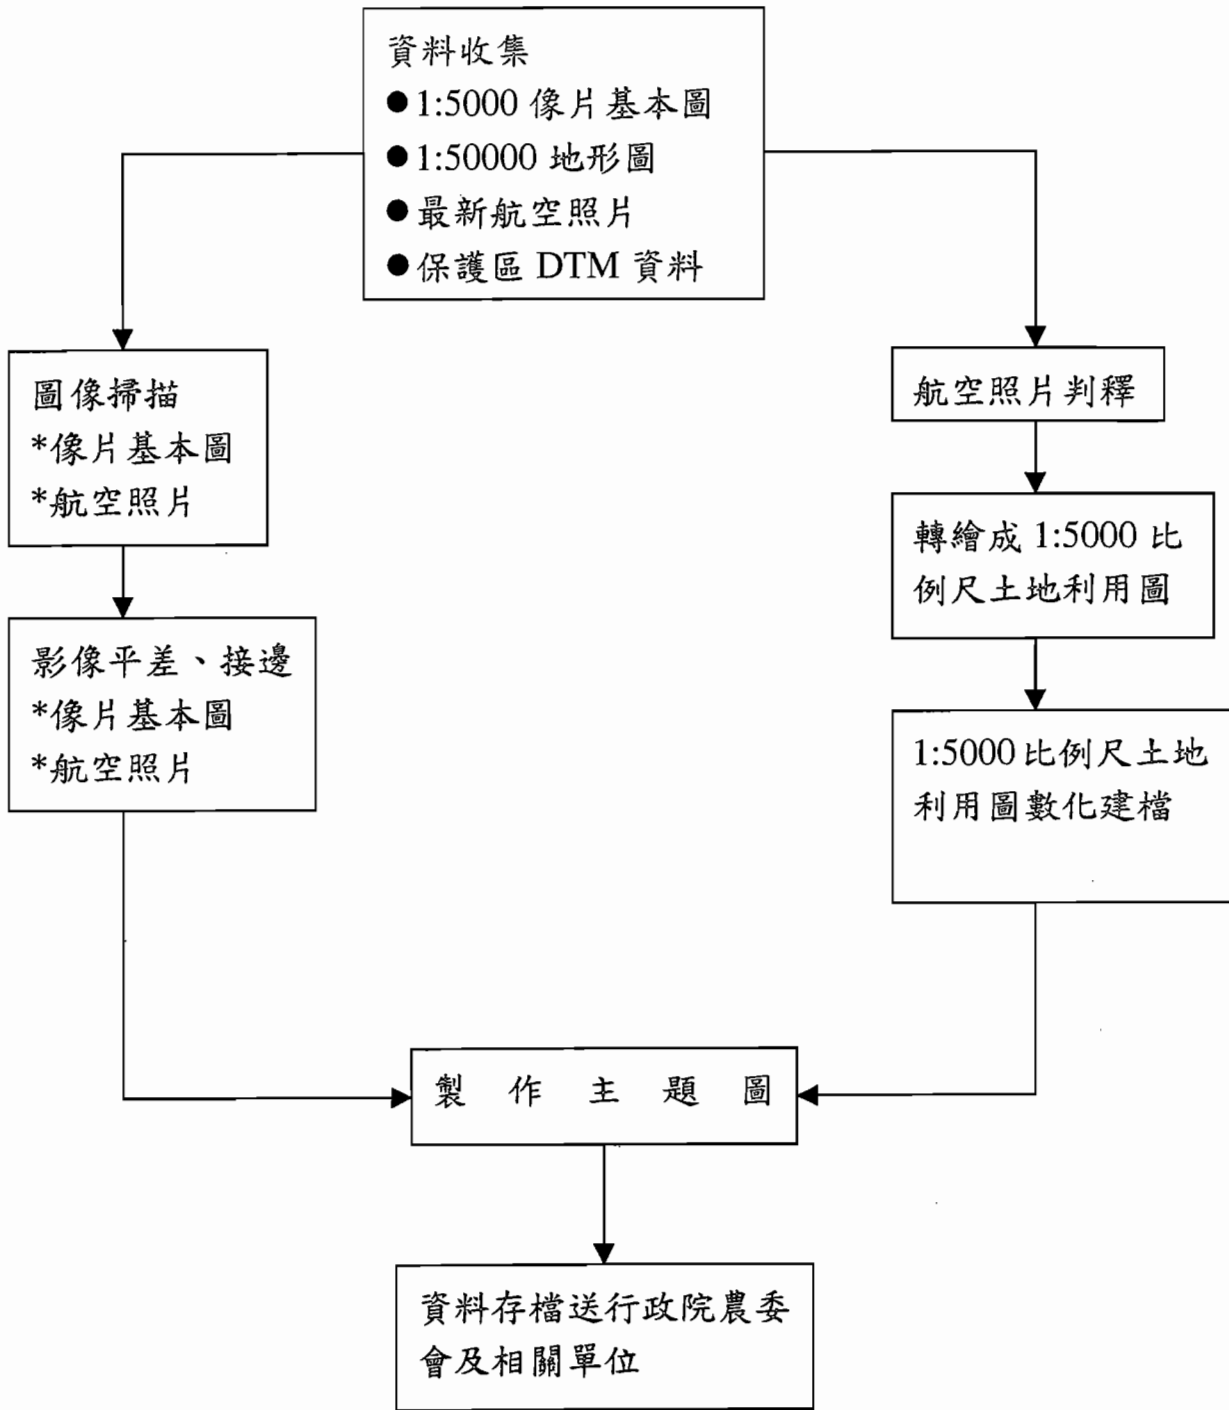 資料收集
●1:5000 像片基本圖
●1:50000 地形圖
●最新航空照片
●保護區 DTM 資料
圖像掃描
*像片基本圖
*航空照片
影像平差、接邊
*像片基本圖
*航空照片
航空照片判釋
轉繪成 1:5000 比
例尺土地利用圖
1:5000 比例尺土地
利用圖數化建檔
製作主題圖
資料存檔送行政院農委
會及相關單位